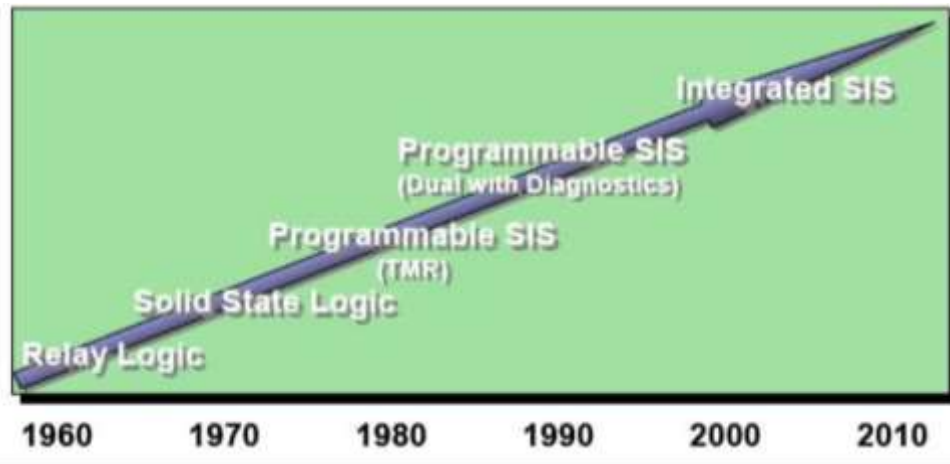 Integrated SIS
Programmable SIS
(Dual with Diagnostics)
Programmable SIS
(TMR)
Solid State Logic
Relay Logic
1960 1970 1980 1990 2000 2010